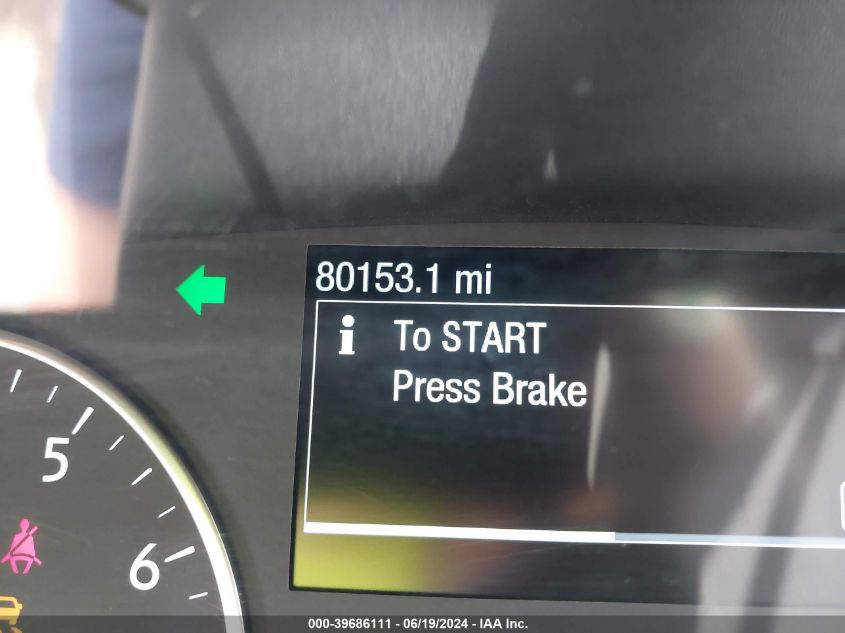 80153.1 mi
i To START
Press Brake
5
6
000-39686111 - 06/19/2024 - IAA Inc.